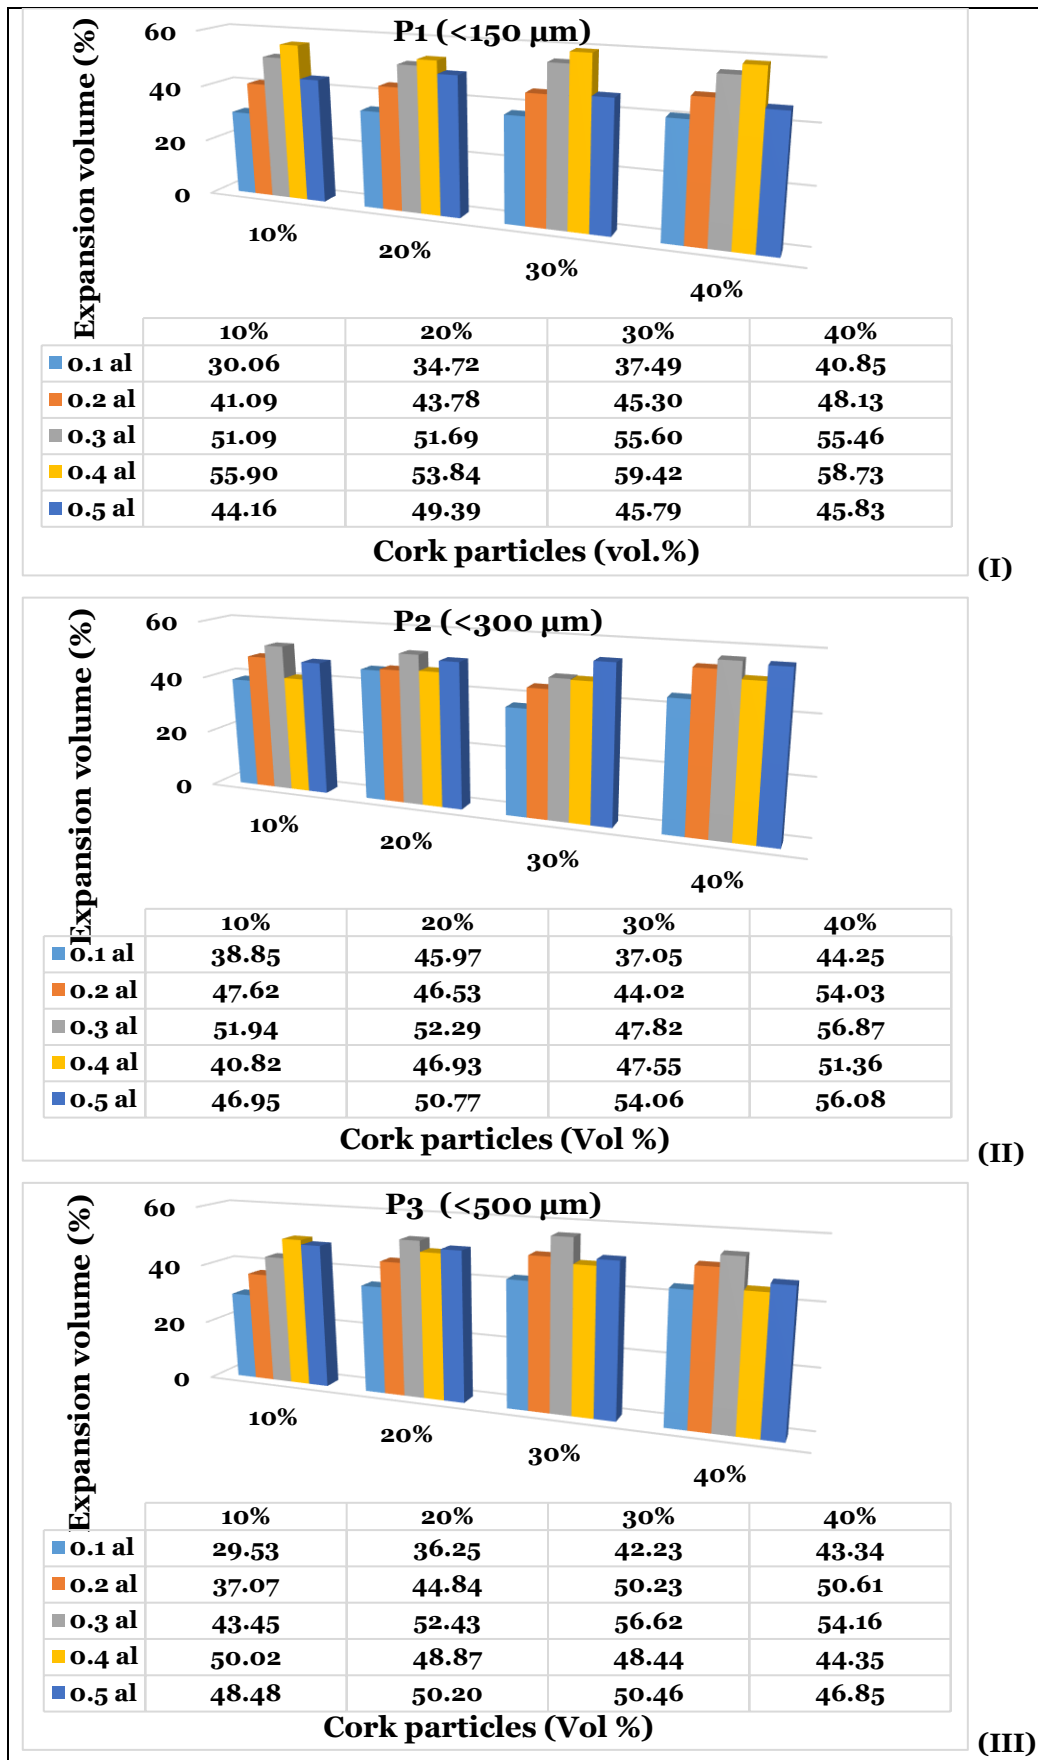 P1 (<150 μm)
Expansion volume (%)
60
40
20
0
10%
20%
30%
40%
10% 20% 30% 40%
0.1 al 30.06 34.72 37.49 40.85
0.2 al 41.09 43.78 45.30 48.13
0.3 al 51.09 51.69 55.60 55.46
0.4 al 55.90 53.84 59.42 58.73
0.5 al 44.16 49.39 45.79 45.83
Cork particles (vol.%)
(I)
P2 (<300 μm)
Expansion volume (%)
60
40
20
0
10%
20%
30%
40%
10% 20% 30% 40%
0.1 al 38.85 45.97 37.05 44.25
0.2 al 47.62 46.53 44.02 54.03
0.3 al 51.94 52.29 47.82 56.87
0.4 al 40.82 46.93 47.55 51.36
0.5 al 46.95 50.77 54.06 56.08
Cork particles (Vol %)
(II)
P3 (<500 μm)
Expansion volume (%)
60
40
20
0
10%
20%
30%
40%
10% 20% 30% 40%
0.1 al 29.53 36.25 42.23 43.34
0.2 al 37.07 44.84 50.23 50.61
0.3 al 43.45 52.43 56.62 54.16
0.4 al 50.02 48.87 48.44 44.35
0.5 al 48.48 50.20 50.46 46.85
Cork particles (Vol %)
(III)